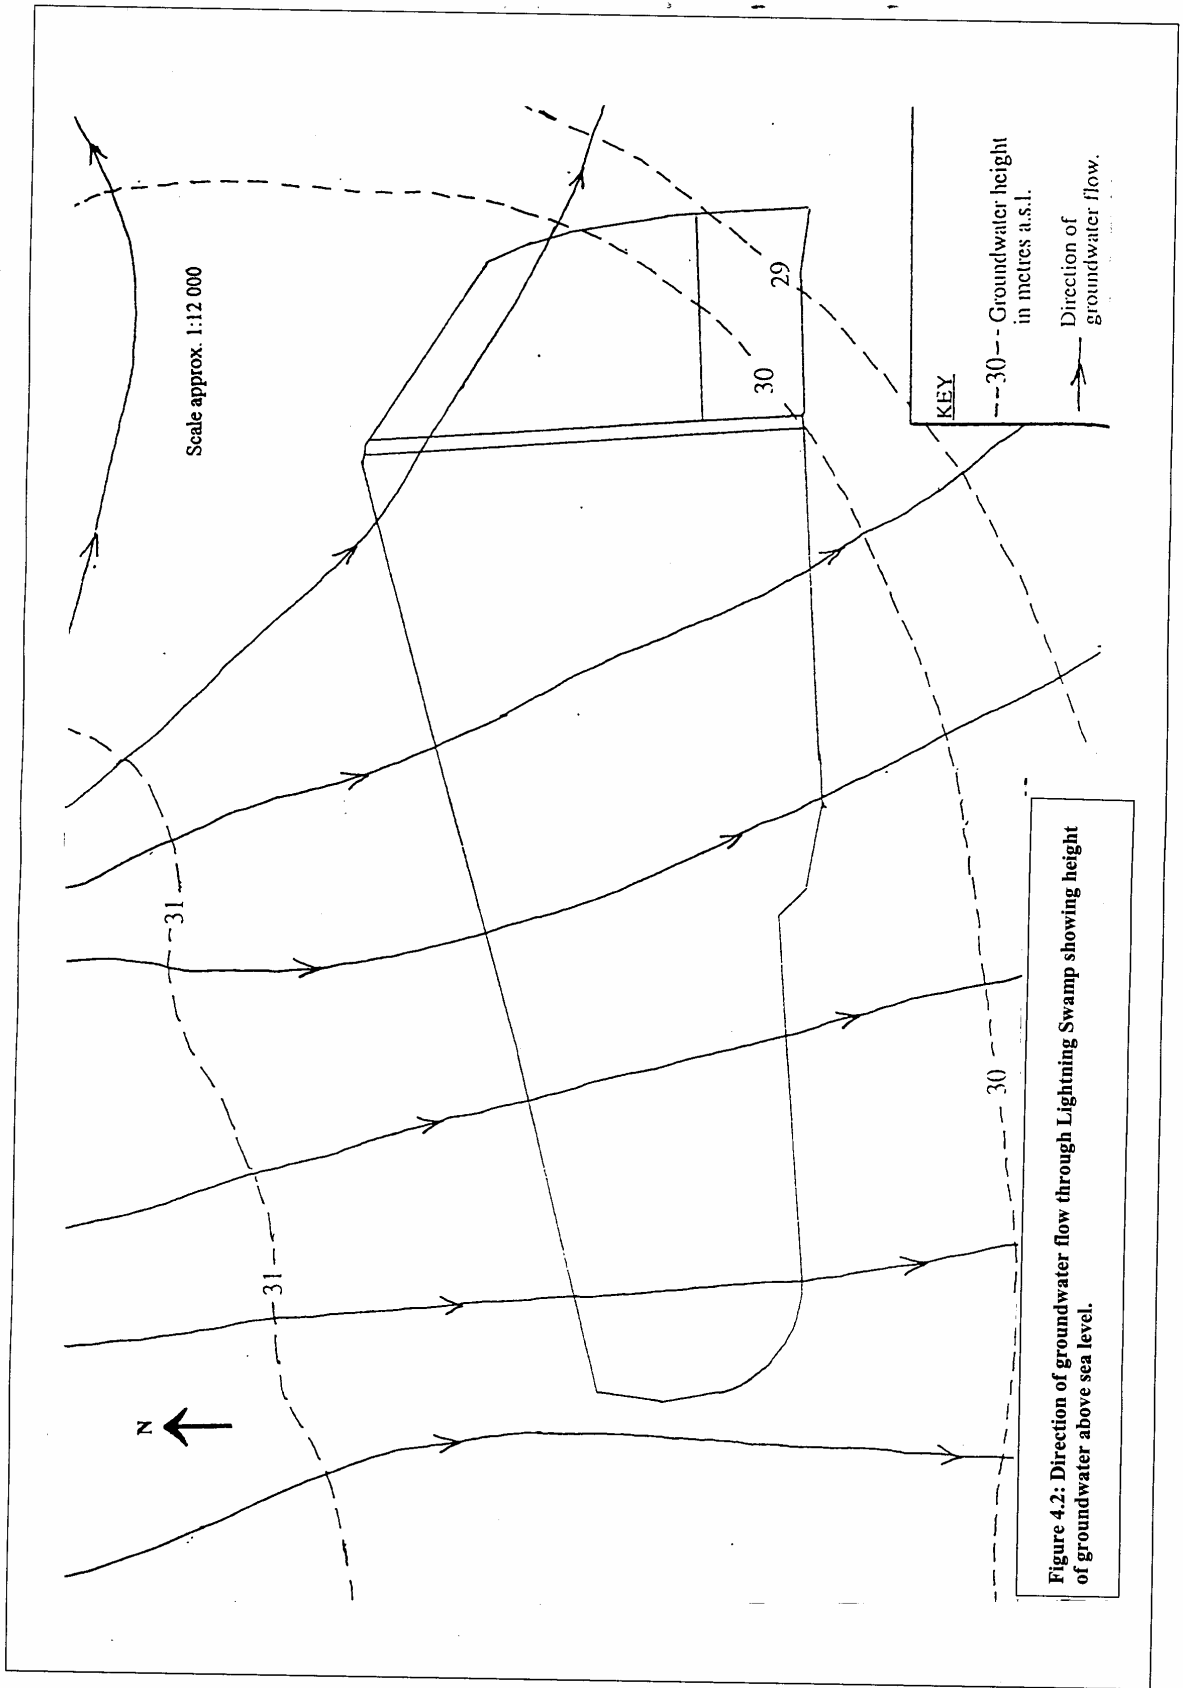 N
Scale approx. 1:12 000
31
31
30
29
30
KEY
30 Groundwater height
in metres a.s.l.
Direction of
groundwater flow.
Figure 4.2: Direction of groundwater flow through Lightning Swamp showing height
of groundwater above sea level.